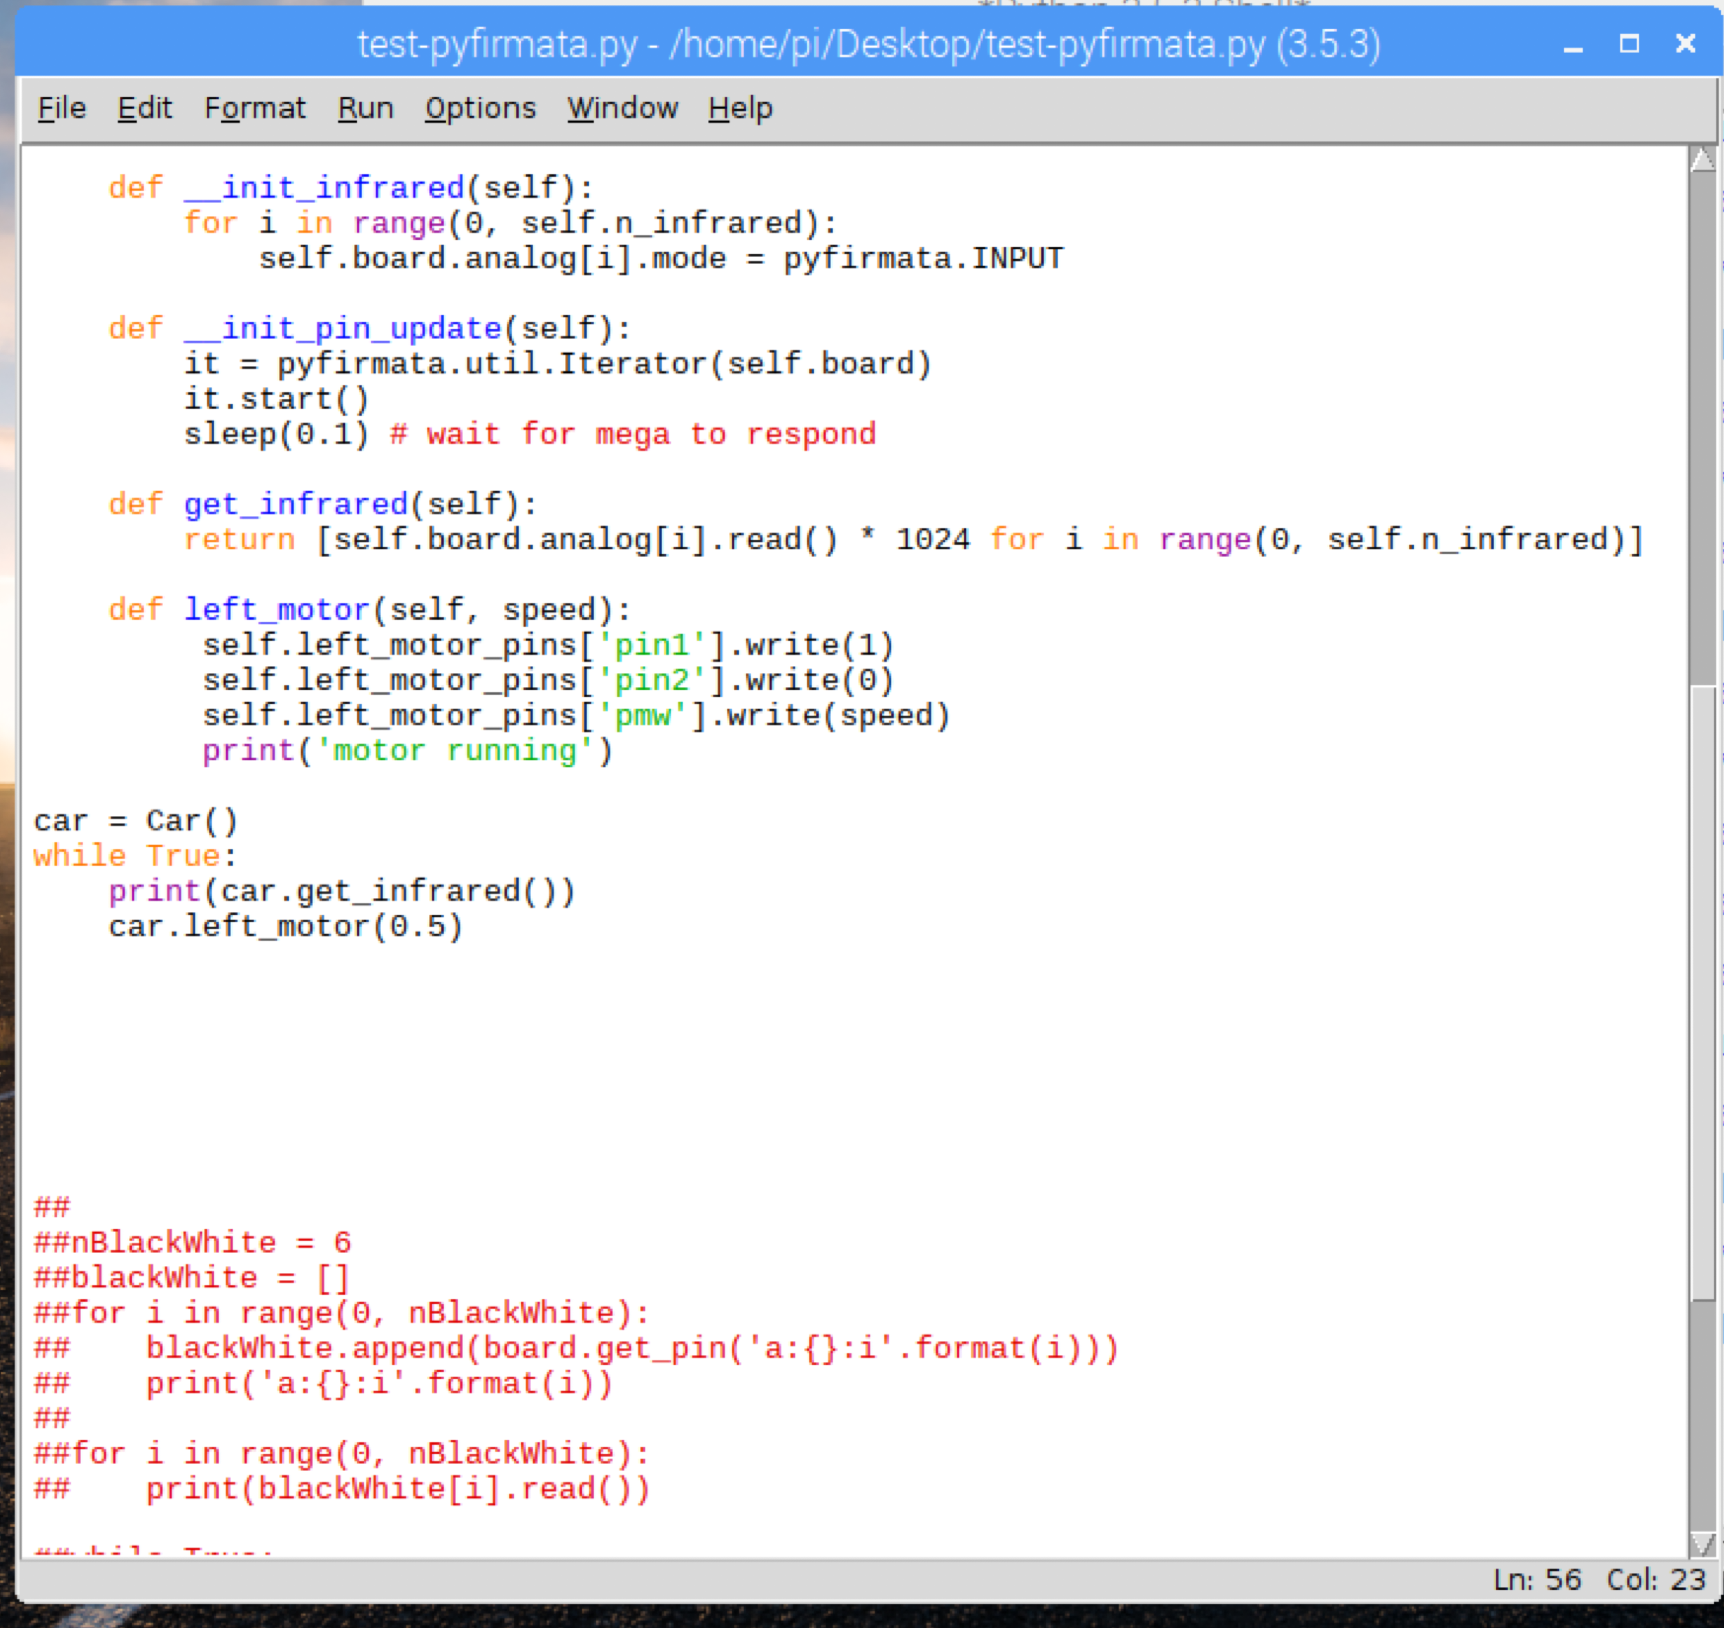 test-pyfirmata.py - /home/pi/Desktop/test-pyfirmata.py (3.5.3)
File Edit Format Run Options Window Help
    def __init_infrared(self):
        for i in range(0, self.n_infrared):
            self.board.analog[i].mode = pyfirmata.INPUT

    def __init_pin_update(self):
        it = pyfirmata.util.Iterator(self.board)
        it.start()
        sleep(0.1) # wait for mega to respond

    def get_infrared(self):
        return [self.board.analog[i].read() * 1024 for i in range(0, self.n_infrared)]

    def left_motor(self, speed):
         self.left_motor_pins['pin1'].write(1)
         self.left_motor_pins['pin2'].write(0)
         self.left_motor_pins['pmw'].write(speed)
         print('motor running')

car = Car()
while True:
    print(car.get_infrared())
    car.left_motor(0.5)

##
##nBlackWhite = 6
##blackWhite = []
##for i in range(0, nBlackWhite):
##    blackWhite.append(board.get_pin('a:{}:i'.format(i)))
##    print('a:{}:i'.format(i))
##
##for i in range(0, nBlackWhite):
##    print(blackWhite[i].read())

##while True:
Ln: 56 Col: 23